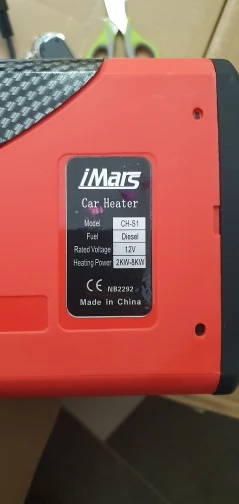 iMars
Car Heater
Model CH-S1
Fuel Diesel
Rated Voltage 12V
Heating Power 2KW-8KW
CE NB2292
Made in China